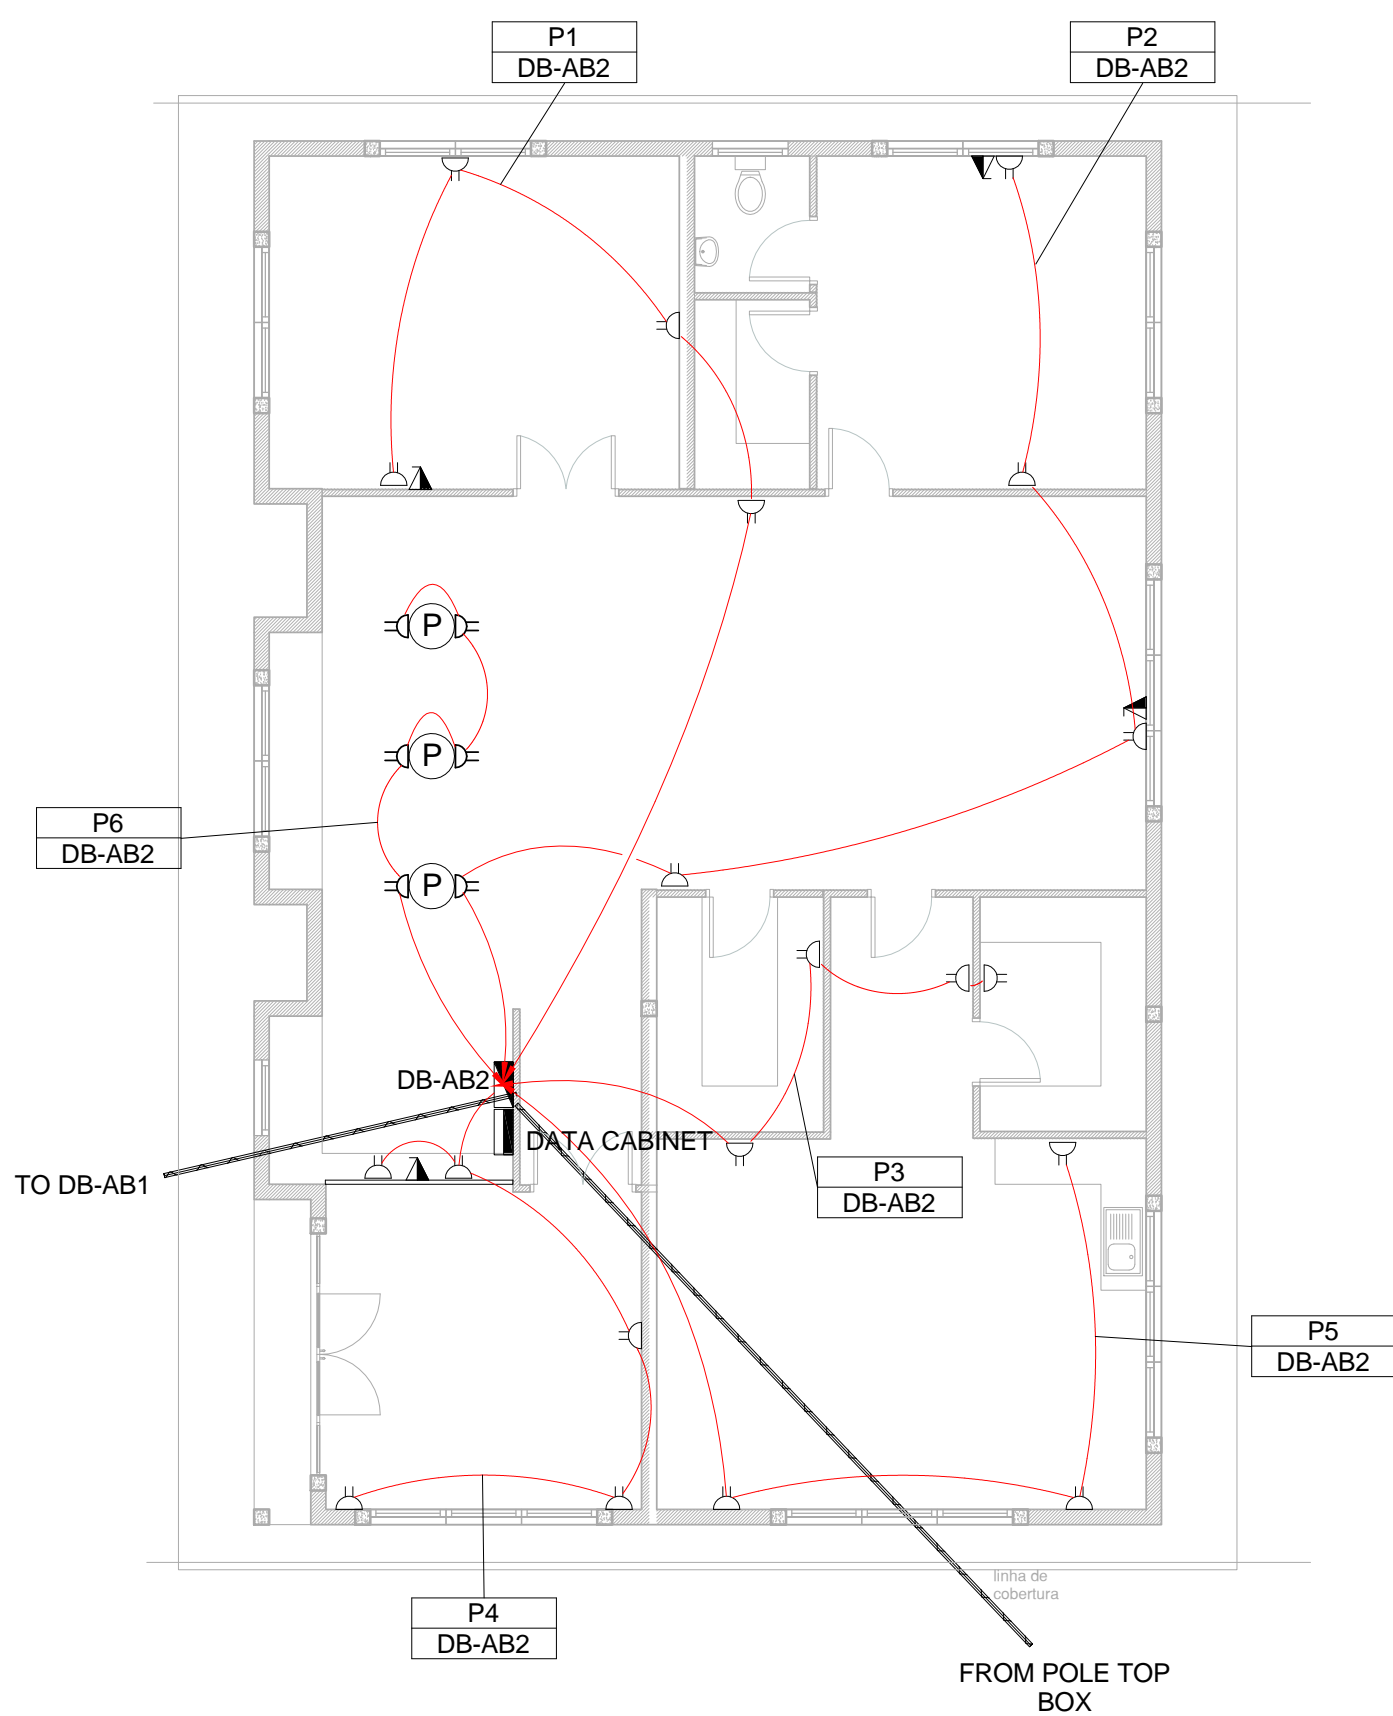 P1
DB-AB2
P2
DB-AB2
P
P
P6
DB-AB2
P
DB-AB2
DATA CABINET
TO DB-AB1
P3
DB-AB2
P5
DB-AB2
linha de
cobertura
P4
DB-AB2
FROM POLE TOP
BOX